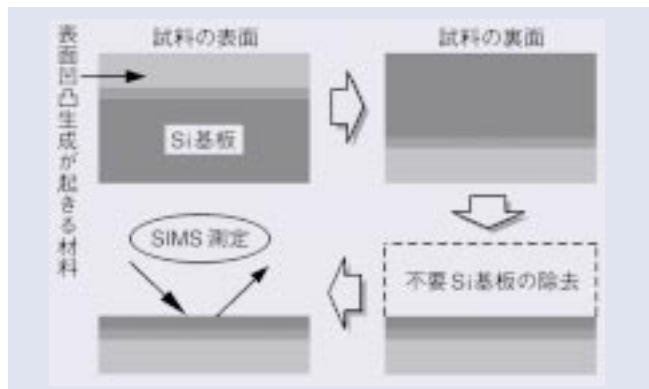 表面凹凸生成が起きる材料
試料の表面
試料の裏面
Si基板
SIMS 測定
不要Si基板の除去